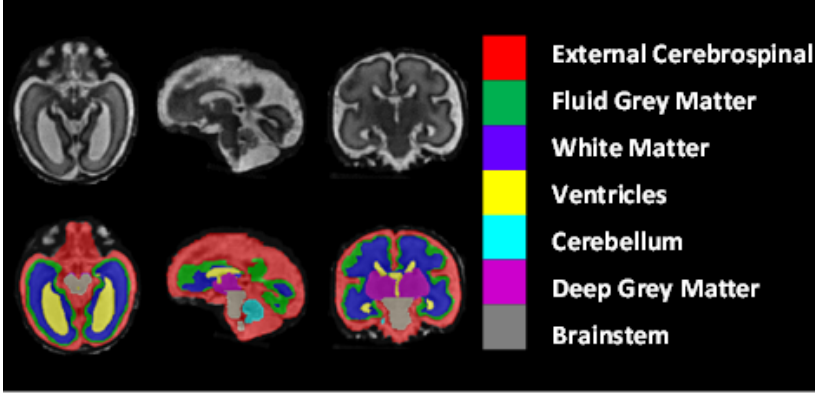 External Cerebrospinal
Fluid Grey Matter
White Matter
Ventricles
Cerebellum
Deep Grey Matter
Brainstem